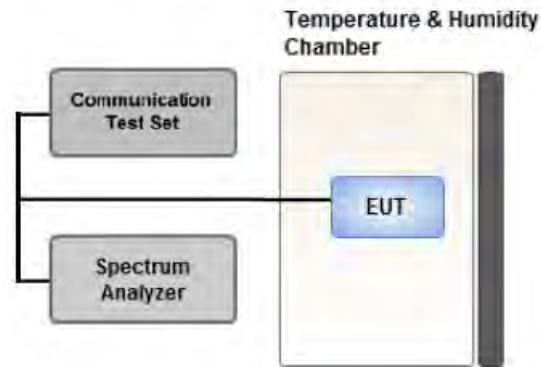 Temperature & Humidity
Chamber
Communication
Test Set
EUT
Spectrum
Analyzer